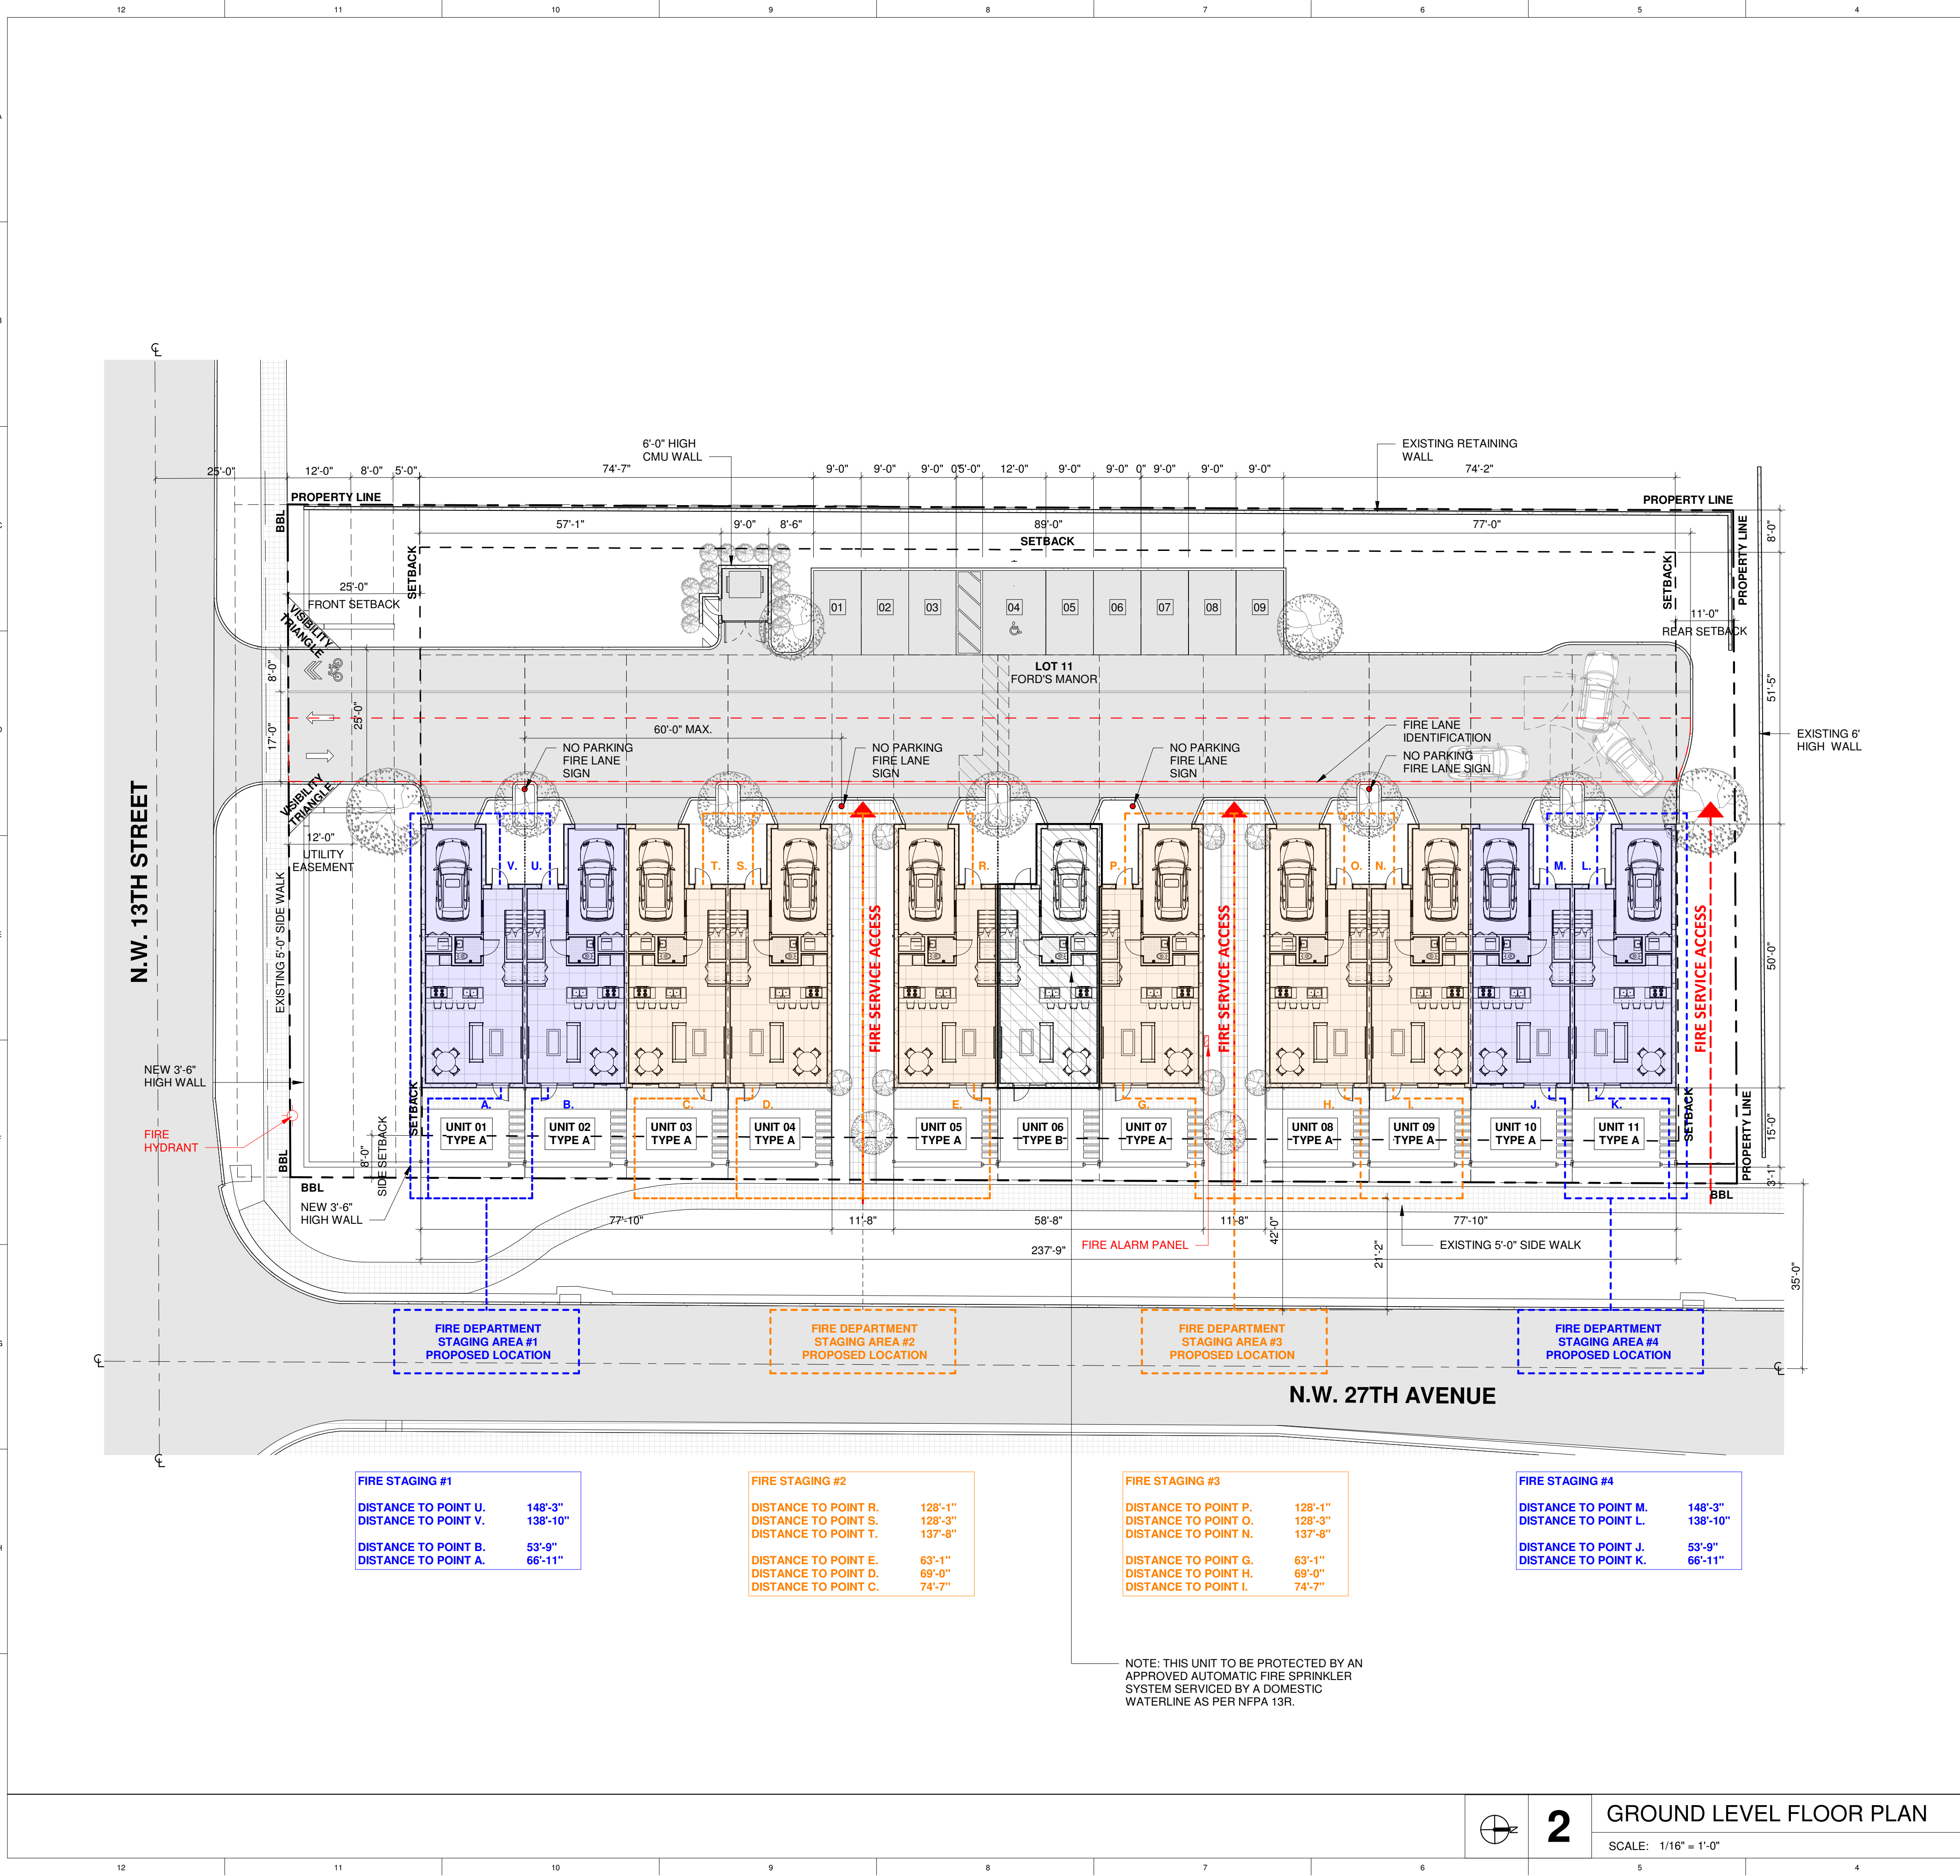 12 11 10 9 8 7 6 5 4
6'-0" HIGH
CMU WALL
EXISTING RETAINING
WALL
25'-0" 12'-0" 8'-0" 5'-0" 74'-7" 9'-0" 9'-0" 9'-0" 5'-0" 12'-0" 9'-0" 9'-0" 9'-0" 9'-0" 9'-0" 74'-2"
PROPERTY LINE
PROPERTY LINE
BBL
57'-1" 9'-0" 8'-6" 89'-0" 77'-0"
SETBACK
SETBACK
SETBACK
PROPERTY LINE
8'-0"
25'-0"
FRONT SETBACK
VISIBILITY
TRIANGLE
01 02 03 04 05 06 07 08 09
11'-0"
REAR SETBACK
LOT 11
FORD'S MANOR
8'-0"
17'-0"
25'-0"
51'-5"
60'-0" MAX.
NO PARKING
FIRE LANE
SIGN
NO PARKING
FIRE LANE
SIGN
NO PARKING
FIRE LANE
SIGN
FIRE LANE
IDENTIFICATION
NO PARKING
FIRE LANE SIGN
EXISTING 6'
HIGH WALL
VISIBILITY
TRIANGLE
12'-0"
UTILITY
EASEMENT
N.W. 13TH STREET
EXISTING 5'-0" SIDE WALK
V. U. T. S. R. P. O. N. M. L.
FIRE SERVICE ACCESS
FIRE SERVICE ACCESS
FIRE SERVICE ACCESS
50'-0"
NEW 3'-6"
HIGH WALL
FIRE
HYDRANT
SETBACK
8'-0"
SIDE SETBACK
A. B. C. D. E. G. H. I. J. K.
UNIT 01
TYPE A
UNIT 02
TYPE A
UNIT 03
TYPE A
UNIT 04
TYPE A
UNIT 05
TYPE A
UNIT 06
TYPE B
UNIT 07
TYPE A
UNIT 08
TYPE A
UNIT 09
TYPE A
UNIT 10
TYPE A
UNIT 11
TYPE A
SETBACK
PROPERTY LINE
15'-0"
3'-1"
BBL
BBL
BBL
NEW 3'-6"
HIGH WALL
77'-10" 11'-8" 58'-8" 11'-8" 77'-10"
237'-9"
FIRE ALARM PANEL
42'-0"
21'-2"
EXISTING 5'-0" SIDE WALK
35'-0"
FIRE DEPARTMENT
STAGING AREA #1
PROPOSED LOCATION
FIRE DEPARTMENT
STAGING AREA #2
PROPOSED LOCATION
FIRE DEPARTMENT
STAGING AREA #3
PROPOSED LOCATION
FIRE DEPARTMENT
STAGING AREA #4
PROPOSED LOCATION
N.W. 27TH AVENUE
FIRE STAGING #1
DISTANCE TO POINT U. 148'-3"
DISTANCE TO POINT V. 138'-10"
DISTANCE TO POINT B. 53'-9"
DISTANCE TO POINT A. 66'-11"
FIRE STAGING #2
DISTANCE TO POINT R. 128'-1"
DISTANCE TO POINT S. 128'-3"
DISTANCE TO POINT T. 137'-8"
DISTANCE TO POINT E. 63'-1"
DISTANCE TO POINT D. 69'-0"
DISTANCE TO POINT C. 74'-7"
FIRE STAGING #3
DISTANCE TO POINT P. 128'-1"
DISTANCE TO POINT O. 128'-3"
DISTANCE TO POINT N. 137'-8"
DISTANCE TO POINT G. 63'-1"
DISTANCE TO POINT H. 69'-0"
DISTANCE TO POINT I. 74'-7"
FIRE STAGING #4
DISTANCE TO POINT M. 148'-3"
DISTANCE TO POINT L. 138'-10"
DISTANCE TO POINT J. 53'-9"
DISTANCE TO POINT K. 66'-11"
NOTE: THIS UNIT TO BE PROTECTED BY AN
APPROVED AUTOMATIC FIRE SPRINKLER
SYSTEM SERVICED BY A DOMESTIC
WATERLINE AS PER NFPA 13R.
N
2
GROUND LEVEL FLOOR PLAN
SCALE: 1/16" = 1'-0"
12 11 10 9 8 7 6 5 4